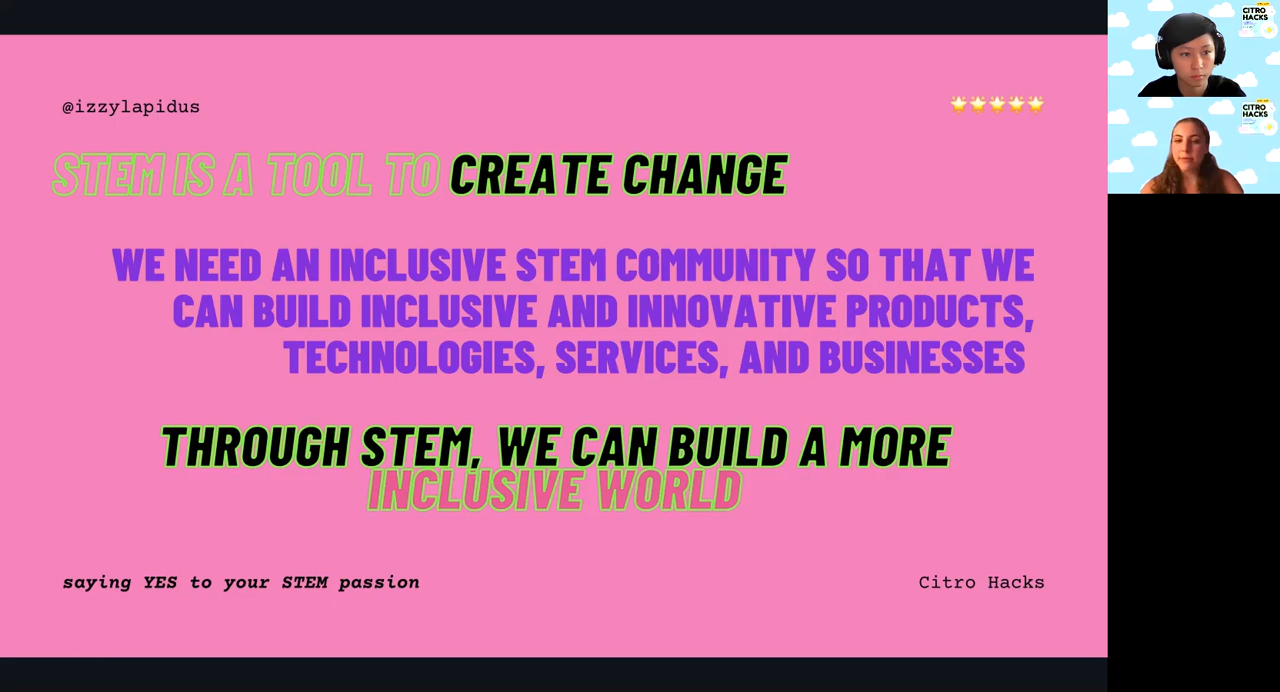 @izzylapidus
STEM IS A TOOL TO CREATE CHANGE
WE NEED AN INCLUSIVE STEM COMMUNITY SO THAT WE
CAN BUILD INCLUSIVE AND INNOVATIVE PRODUCTS,
TECHNOLOGIES, SERVICES, AND BUSINESSES
THROUGH STEM, WE CAN BUILD A MORE
INCLUSIVE WORLD
saying YES to your STEM passion
Citro Hacks
CITRO
HACKS
CITRO
HACKS